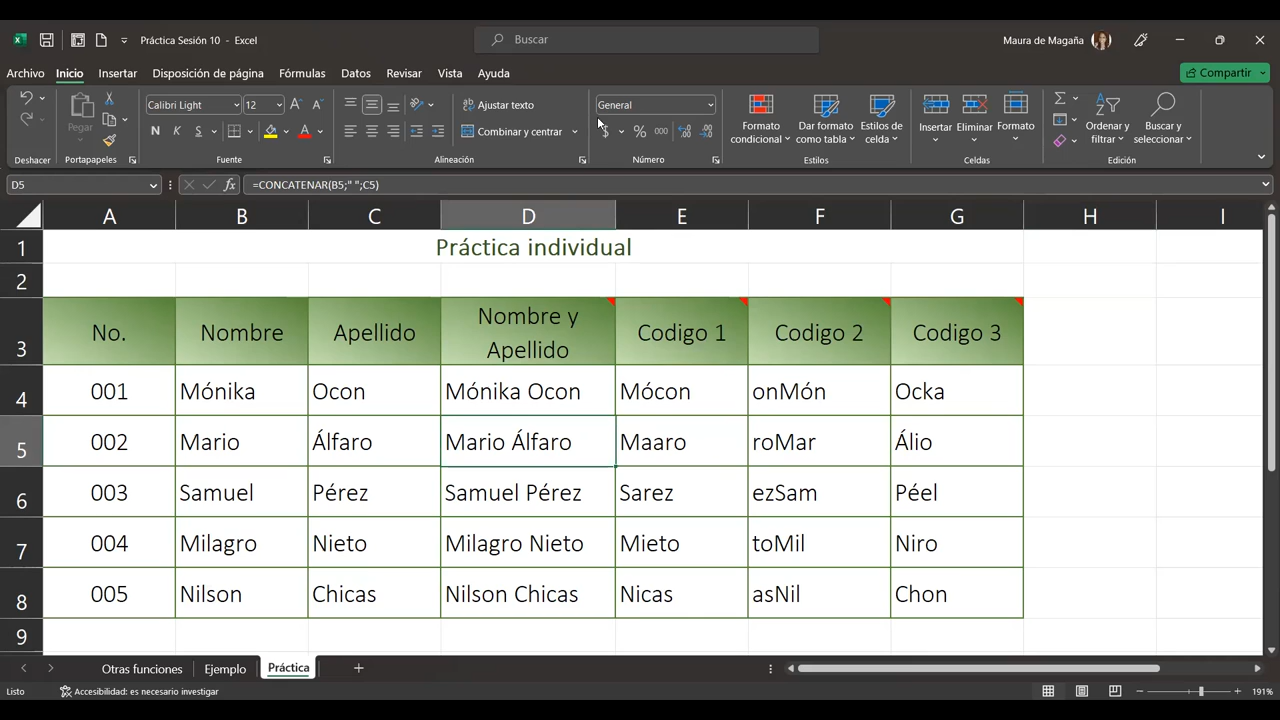 Práctica Sesión 10 - Excel
Buscar
Maura de Magaña
Archivo Inicio Insertar Disposición de página Fórmulas Datos Revisar Vista Ayuda
Compartir
Calibri Light 12
Ajustar texto
General
Pegar
N K S
Combinar y centrar
$ % 000
Formato condicional
Dar formato como tabla
Estilos de celda
Insertar Eliminar Formato
Ordenar y filtrar
Buscar y seleccionar
Deshacer Portapapeles Fuente Alineación Número Estilos Celdas Edición
D5 fx =CONCATENAR(B5;" ";C5)
A B C D E F G H I
1 Práctica individual
2
3 No. Nombre Apellido Nombre y Apellido Codigo 1 Codigo 2 Codigo 3
4 001 Mónika Ocon Mónika Ocon Mócon onMón Ocka
5 002 Mario Álfaro Mario Álfaro Maaro roMar Álio
6 003 Samuel Pérez Samuel Pérez Sarez ezSam Péel
7 004 Milagro Nieto Milagro Nieto Mieto toMil Niro
8 005 Nilson Chicas Nilson Chicas Nicas asNil Chon
9
Otras funciones Ejemplo Práctica
Listo Accesibilidad: es necesario investigar 191%